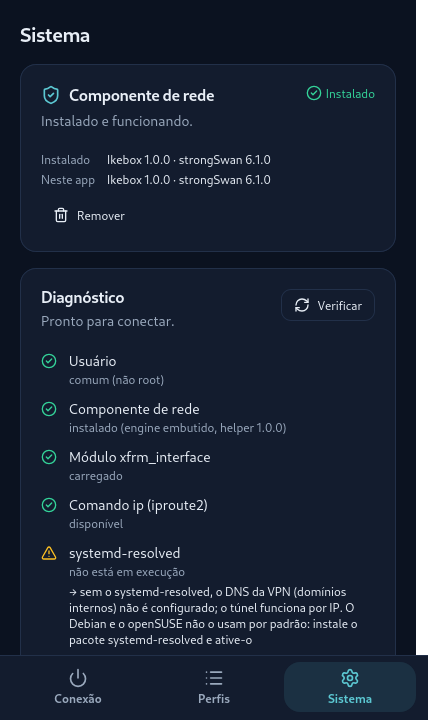 Sistema
Componente de rede
Instalado
Instalado e funcionando.
Instalado Ikebox 1.0.0 · strongSwan 6.1.0
Neste app Ikebox 1.0.0 · strongSwan 6.1.0
Remover
Diagnóstico
Verificar
Pronto para conectar.
Usuário
comum (não root)
Componente de rede
instalado (engine embutido, helper 1.0.0)
Módulo xfrm_interface
carregado
Comando ip (iproute2)
disponível
systemd-resolved
não está em execução
→ sem o systemd-resolved, o DNS da VPN (domínios
internos) não é configurado; o túnel funciona por IP. O
Debian e o openSUSE não o usam por padrão: instale o
pacote systemd-resolved e ative-o
Conexão
Perfis
Sistema